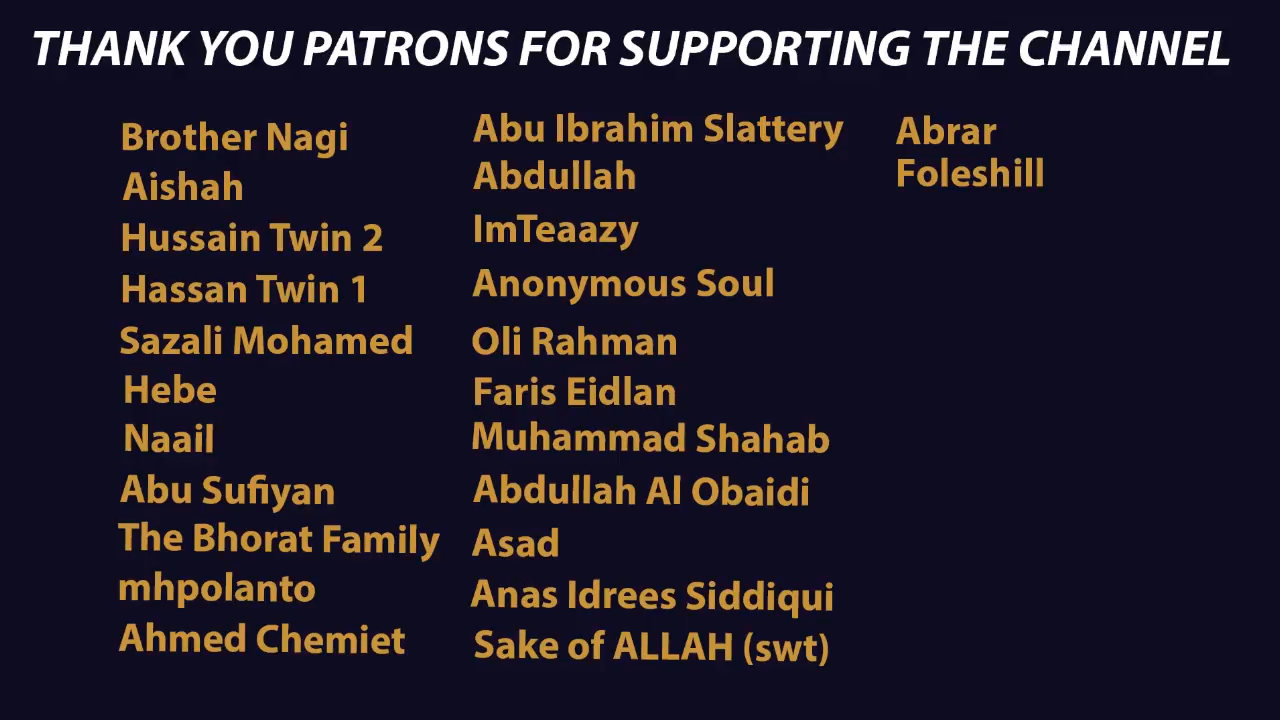 THANK YOU PATRONS FOR SUPPORTING THE CHANNEL
Brother Nagi
Aishah
Hussain Twin 2
Hassan Twin 1
Sazali Mohamed
Hebe
Naail
Abu Sufiyan
The Bhorat Family
mhpolanto
Ahmed Chemiet
Abu Ibrahim Slattery
Abdullah
ImTeaazy
Anonymous Soul
Oli Rahman
Faris Eidlan
Muhammad Shahab
Abdullah Al Obaidi
Asad
Anas Idrees Siddiqui
Sake of ALLAH (swt)
Abrar
Foleshill